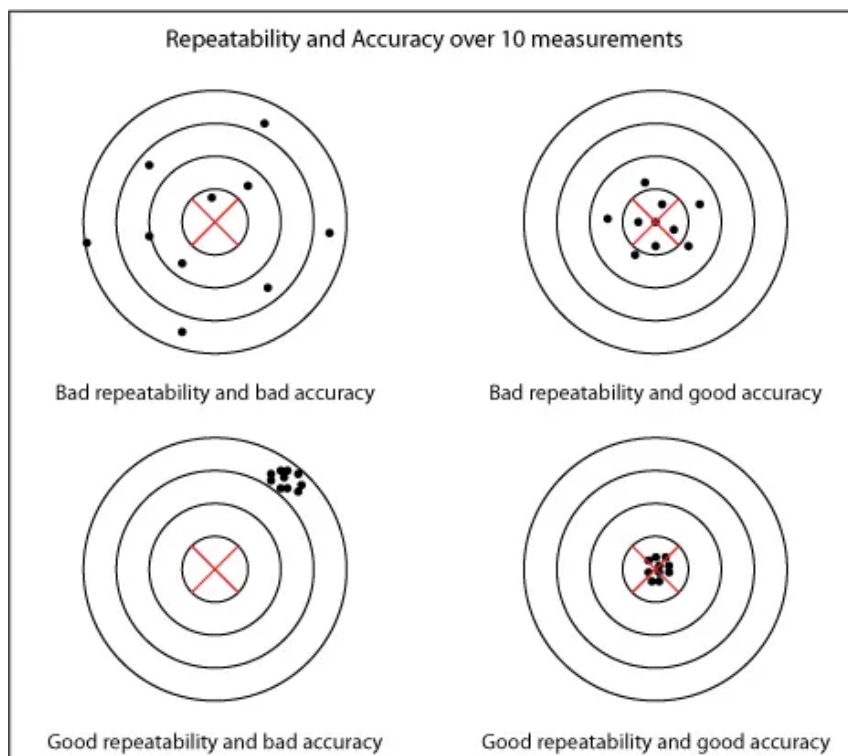 Repeatability and Accuracy over 10 measurements
Bad repeatability and bad accuracy
Bad repeatability and good accuracy
Good repeatability and bad accuracy
Good repeatability and good accuracy